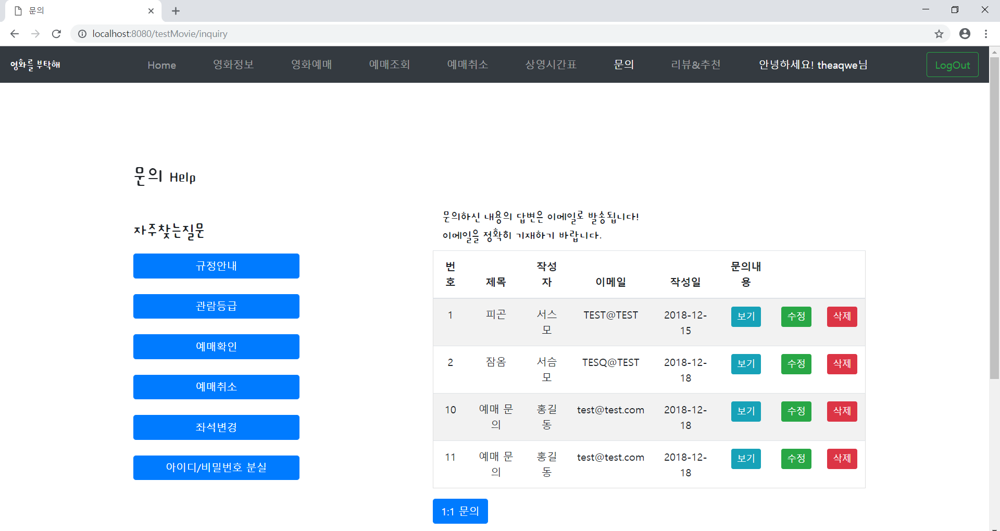 문의
localhost:8080/testMovie/inquiry
영화를 부탁해 Home 영화정보 영화예매 예매조회 예매취소 상영시간표 문의 리뷰&추천 안녕하세요! theaqwe님 LogOut
문의 Help
자주찾는질문
규정안내
관람등급
예매확인
예매취소
좌석변경
아이디/비밀번호 분실
문의하신 내용의 답변은 이메일로 발송됩니다!
이메일을 정확히 기재하기 바랍니다.
번 작성 문의내
호 제목 자 이메일 작성일 용
1 피곤 서스 TEST@TEST 2018-12- 보기 수정 삭제
모 15
2 잠옴 서슴 TESQ@TEST 2018-12- 보기 수정 삭제
모 18
10 예매 문 홍길 test@test.com 2018-12- 보기 수정 삭제
의 동 18
11 예매 문 홍길 test@test.com 2018-12- 보기 수정 삭제
의 동 18
1:1 문의